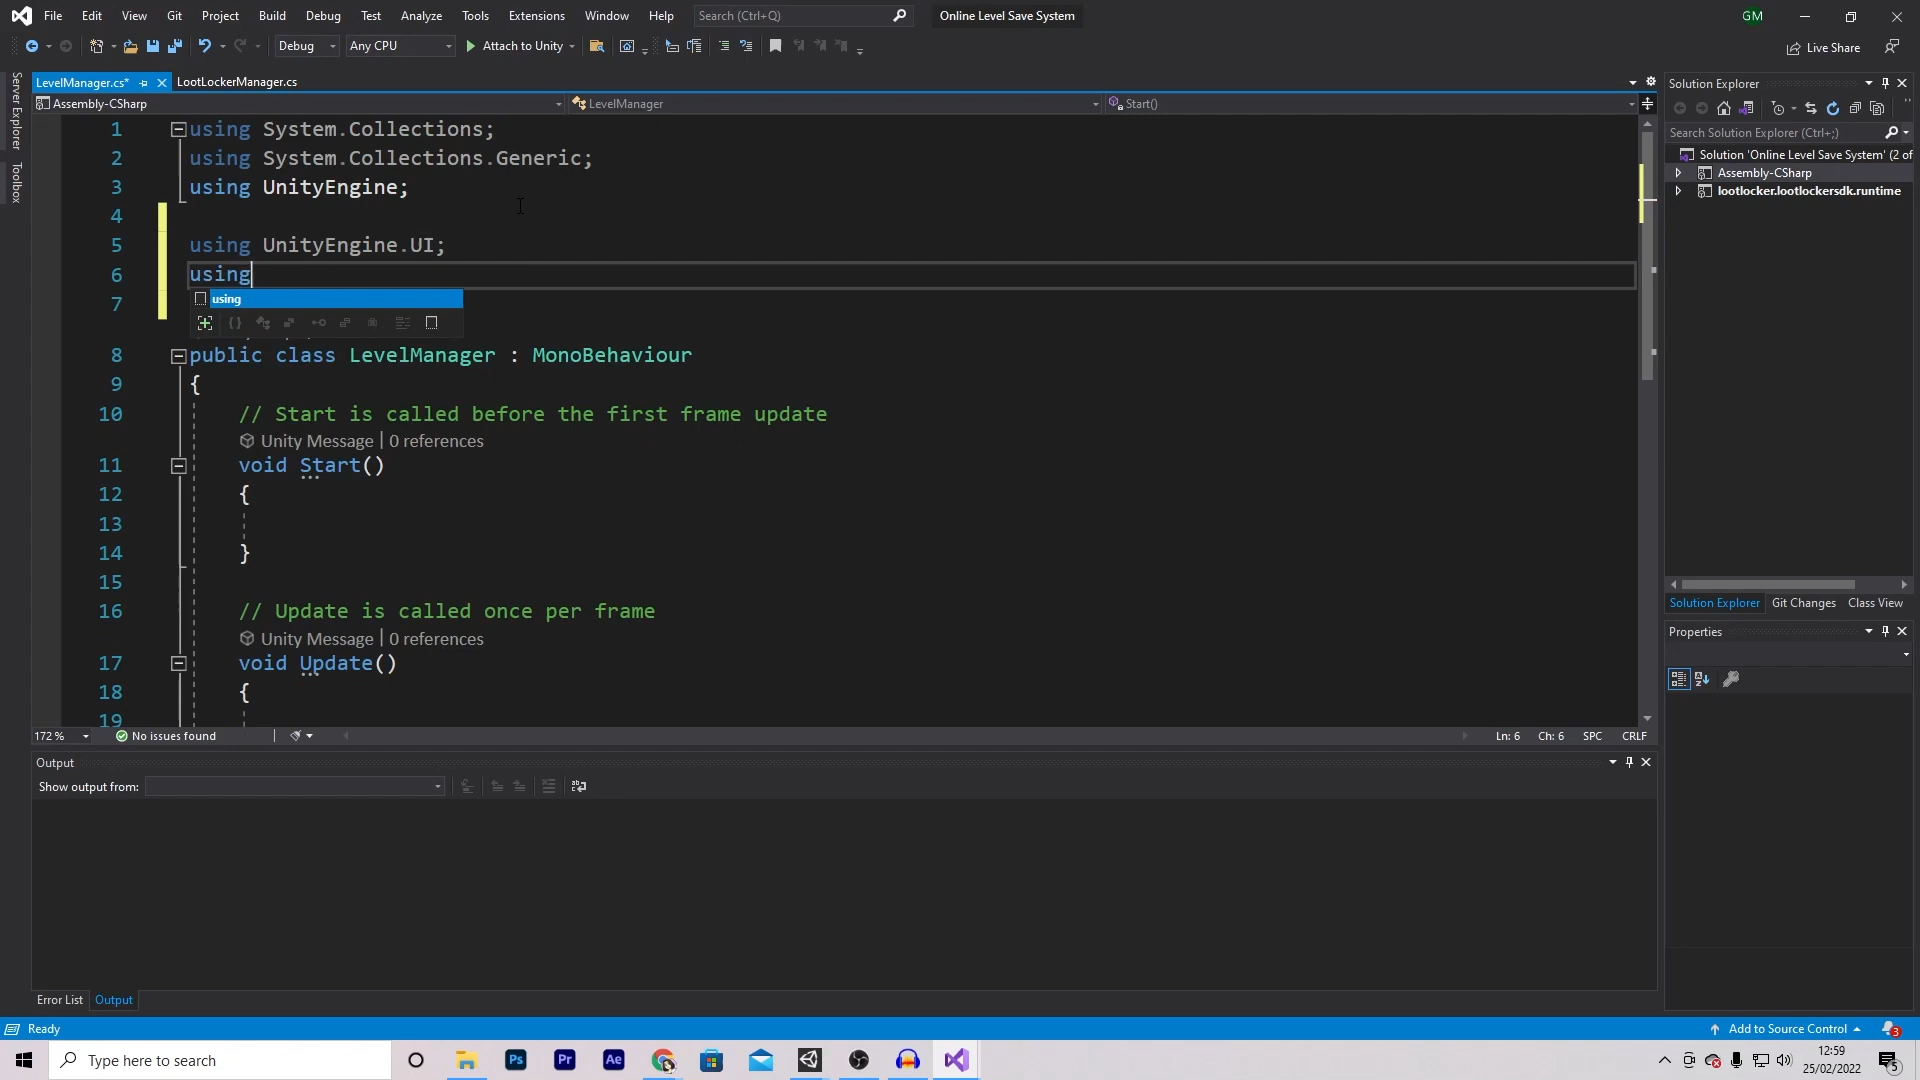 File Edit View Git Project Build Debug Test Analyze Tools Extensions Window Help Search (Ctrl+Q) Online Level Save System GM
Debug Any CPU Attach to Unity Live Share
LevelManager.cs* LootLockerManager.cs
Assembly-CSharp LevelManager Start()
1 using System.Collections;
2 using System.Collections.Generic;
3 using UnityEngine;
4
5 using UnityEngine.UI;
6 using
using
7
8 public class LevelManager : MonoBehaviour
9 {
10 // Start is called before the first frame update
Unity Message | 0 references
11 void Start()
12 {
13
14 }
15
16 // Update is called once per frame
Unity Message | 0 references
17 void Update()
18 {
19
172 % No issues found Ln: 6 Ch: 6 SPC CRLF
Server Explorer
Toolbox
Solution Explorer
Search Solution Explorer (Ctrl+;)
Solution 'Online Level Save System' (2 of
Assembly-CSharp
lootlocker.lootlockersdk.runtime
Solution Explorer Git Changes Class View
Properties
Output
Show output from:
Error List Output
Ready Add to Source Control 3
Type here to search
Ps Pr Ae
12:59
25/02/2022
5